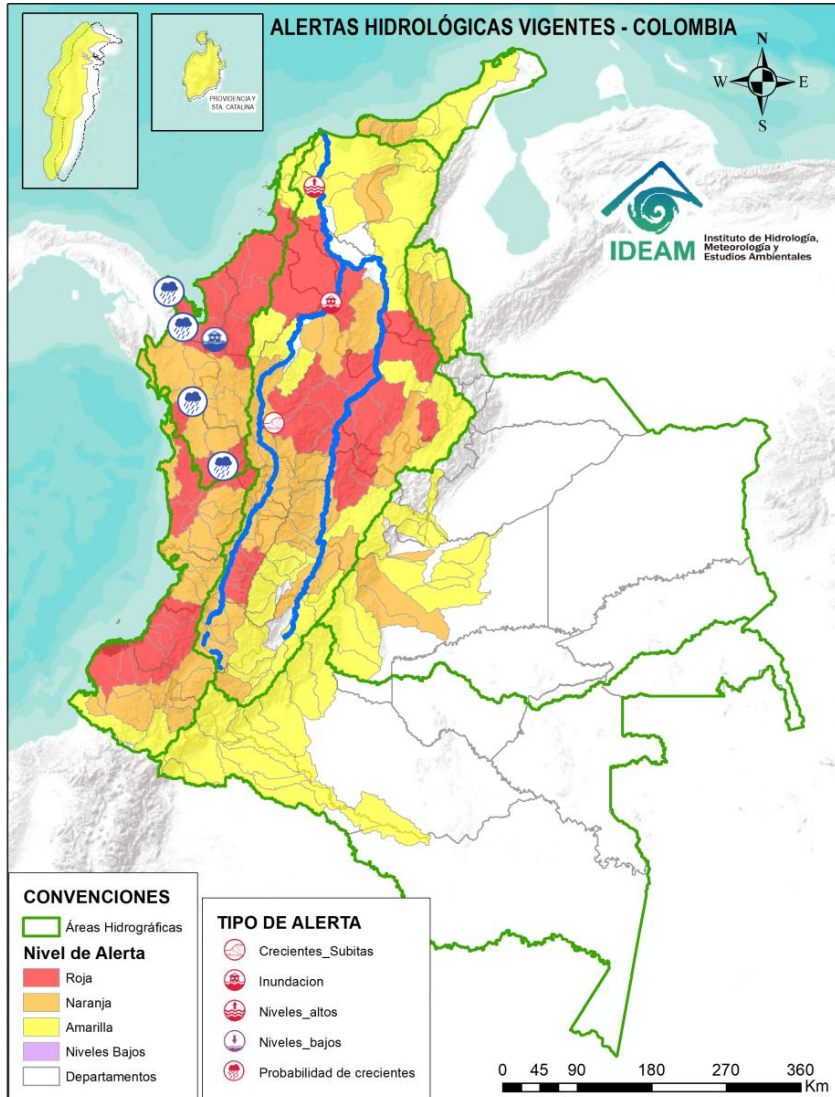 ALERTAS HIDROLÓGICAS VIGENTES - COLOMBIA
PROVIDENCIA Y
STA. CATALINA
N
W
E
S
IDEAM
Instituto de Hidrología,
Meteorología y
Estudios Ambientales
CONVENCIONES
Áreas Hidrográficas
Nivel de Alerta
Roja
Naranja
Amarilla
Niveles Bajos
Departamentos
TIPO DE ALERTA
Crecientes_Subitas
Inundacion
Niveles_altos
Niveles_bajos
Probabilidad de crecientes
0 45 90 180 270 360
Km